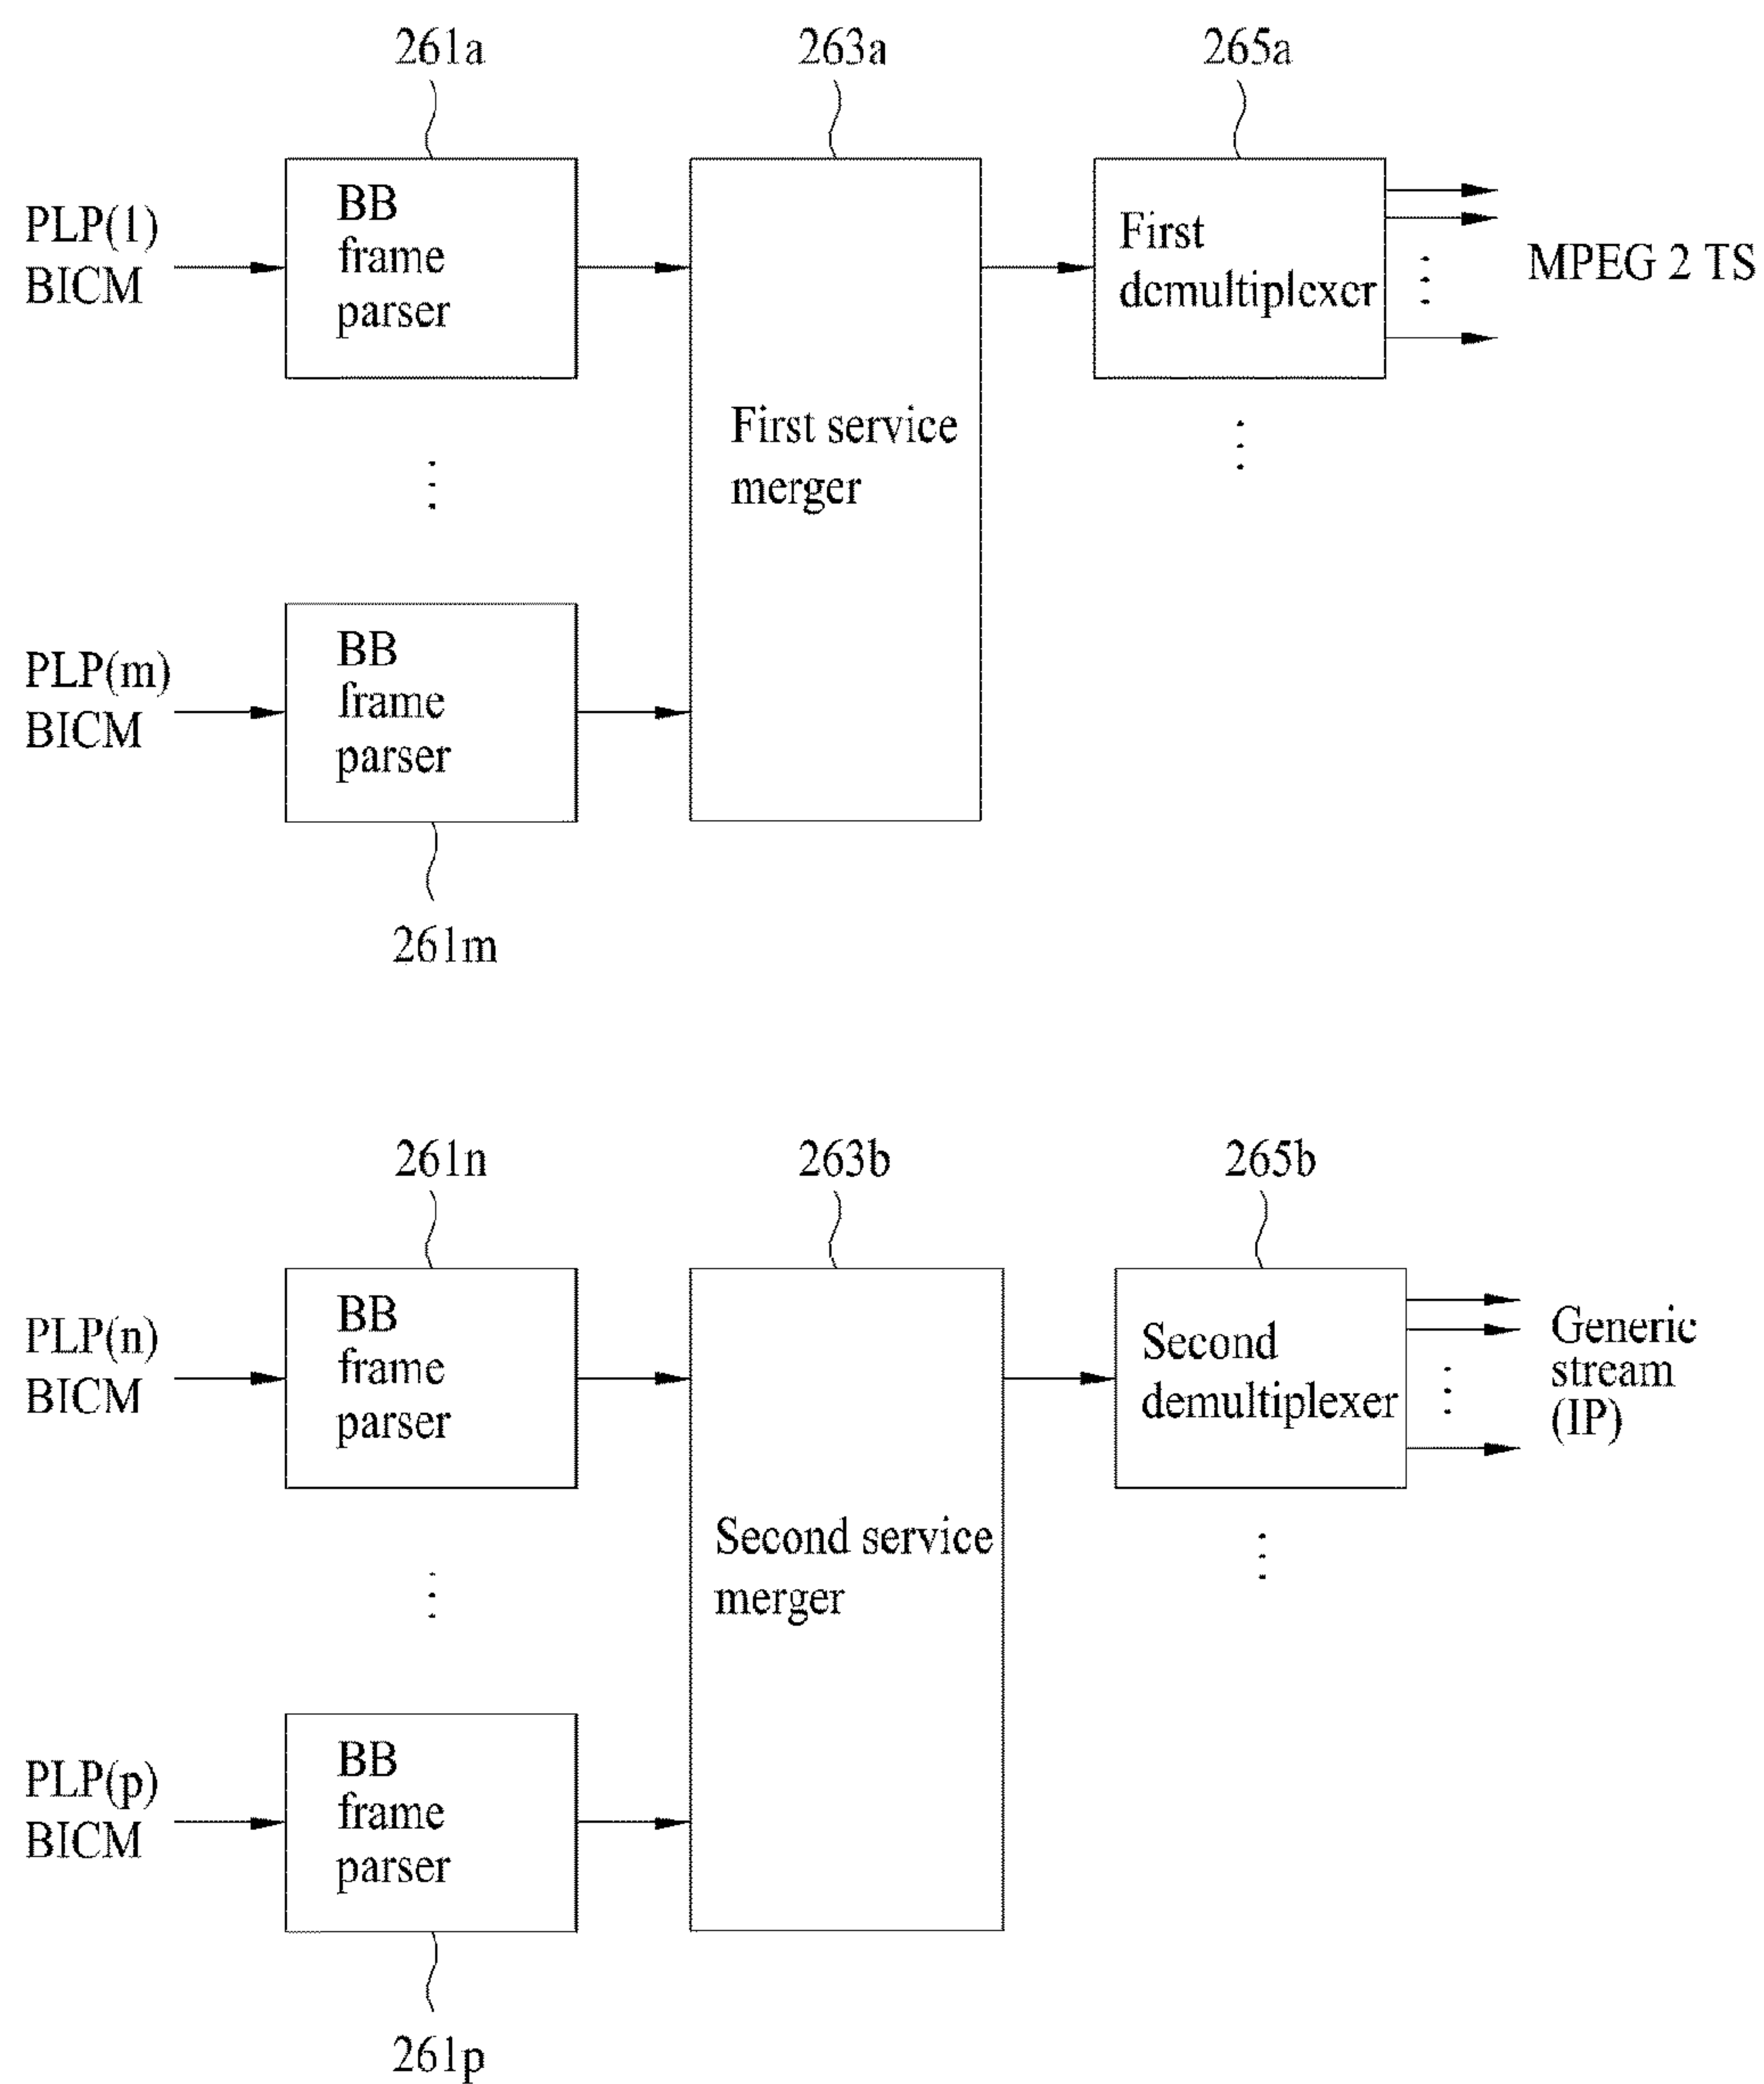 261a
263a
265a
PLP(1)
BICM
BB
frame
parser
First service
merger
First
demultiplexer
MPEG 2 TS
PLP(m)
BICM
BB
frame
parser
261m
261n
263b
265b
PLP(n)
BICM
BB
frame
parser
Second service
merger
Second
demultiplexer
Generic
stream
(IP)
PLP(p)
BICM
BB
frame
parser
261p